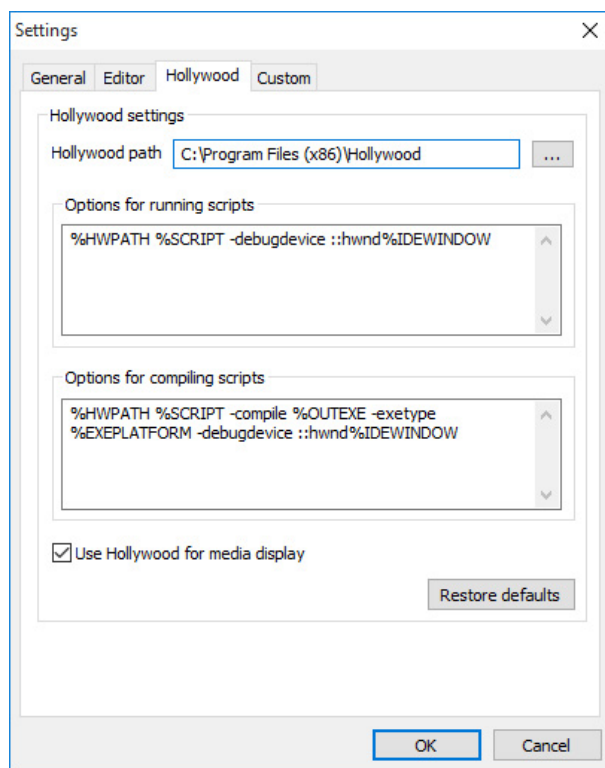 Settings
General Editor Hollywood Custom
Hollywood settings
Hollywood path C:\Program Files (x86)\Hollywood ...
Options for running scripts
%HWPATH %SCRIPT -debugdevice ::hwnd%IDEWINDOW
Options for compiling scripts
%HWPATH %SCRIPT -compile %OUTEXE -exetype
%EXEPLATFORM -debugdevice ::hwnd%IDEWINDOW
Use Hollywood for media display
Restore defaults
OK Cancel